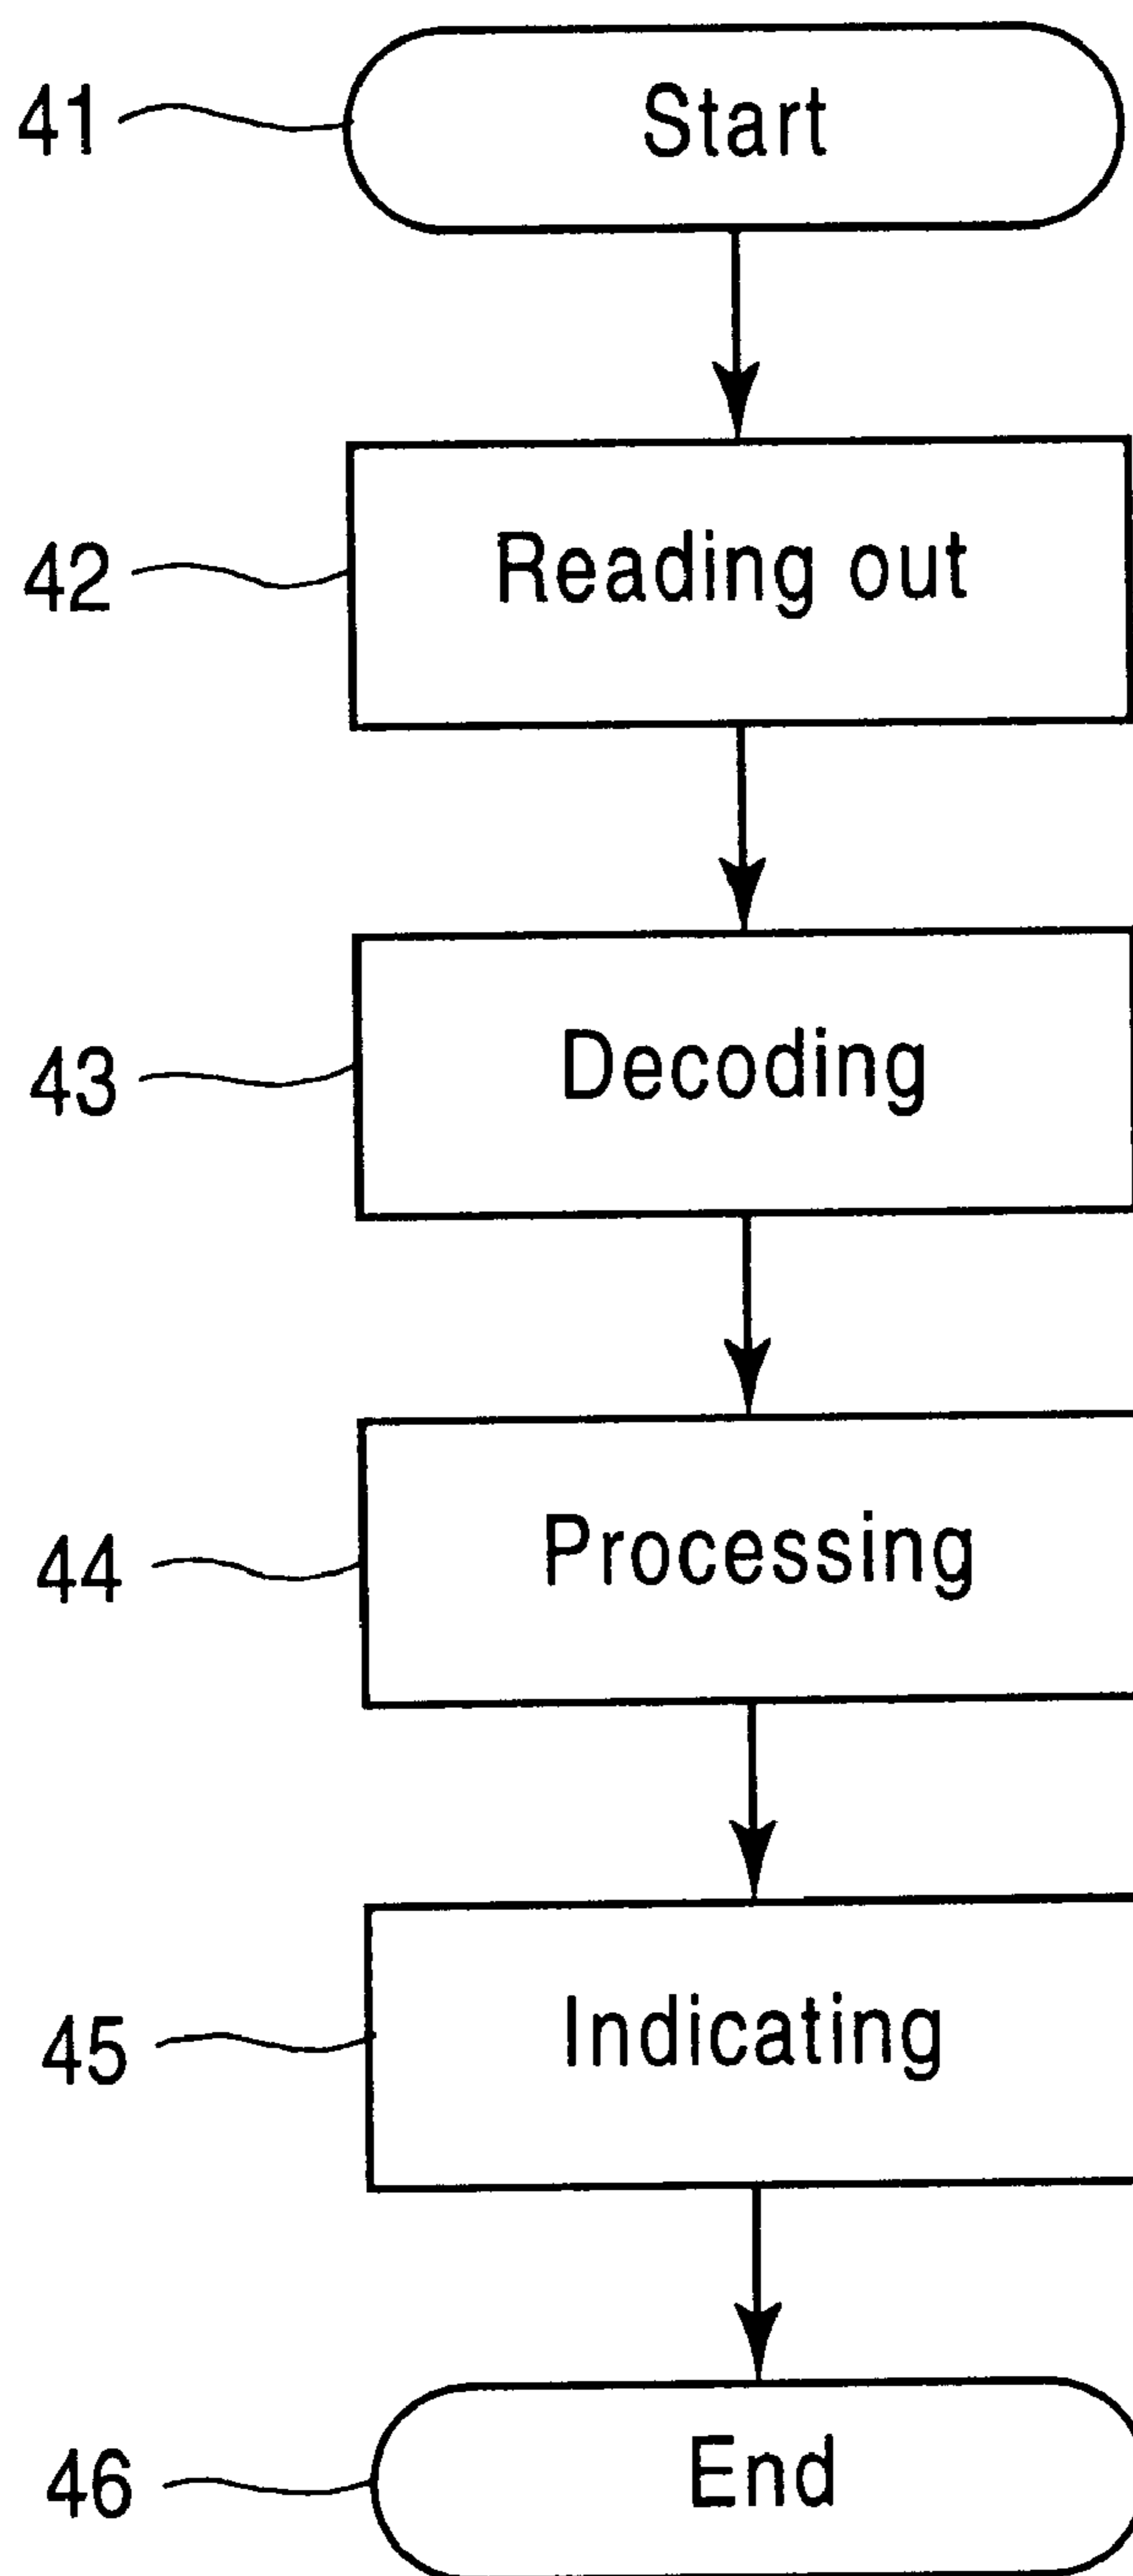 41 Start
42 Reading out
43 Decoding
44 Processing
45 Indicating
46 End